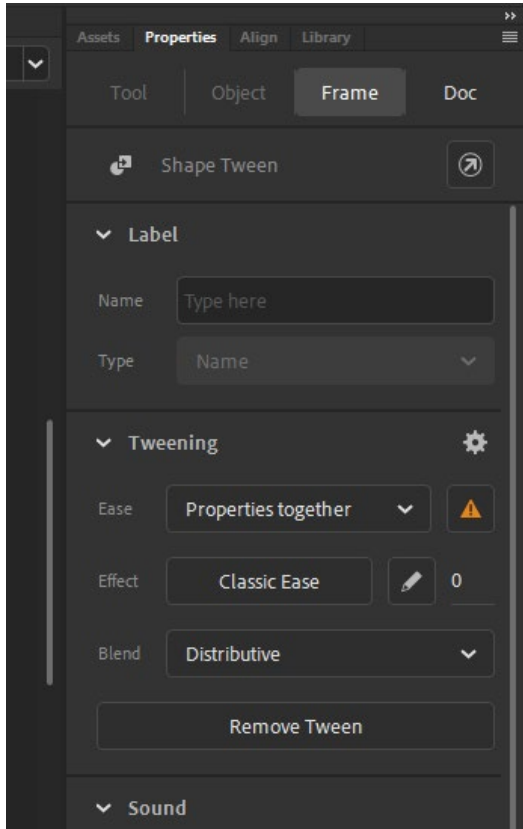 Assets Properties Align Library
Tool Object Frame Doc
Shape Tween
Label
Name Type here
Type Name
Tweening
Ease Properties together
Effect Classic Ease 0
Blend Distributive
Remove Tween
Sound